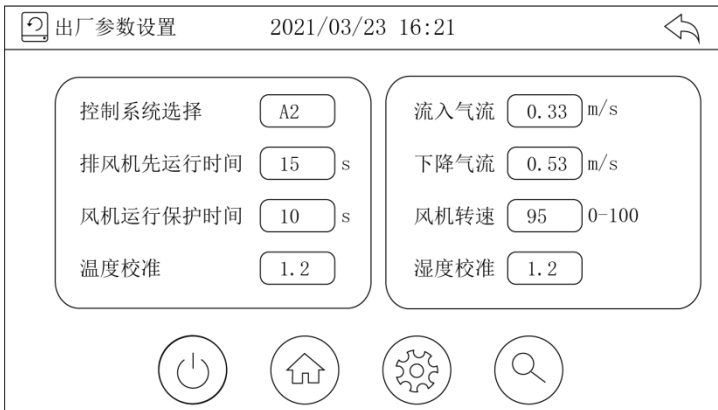 出厂参数设置 2021/03/23 16:21
控制系统选择 A2
排风机先运行时间 15 s
风机运行保护时间 10 s
温度校准 1.2
流入气流 0.33 m/s
下降气流 0.53 m/s
风机转速 95 0-100
湿度校准 1.2